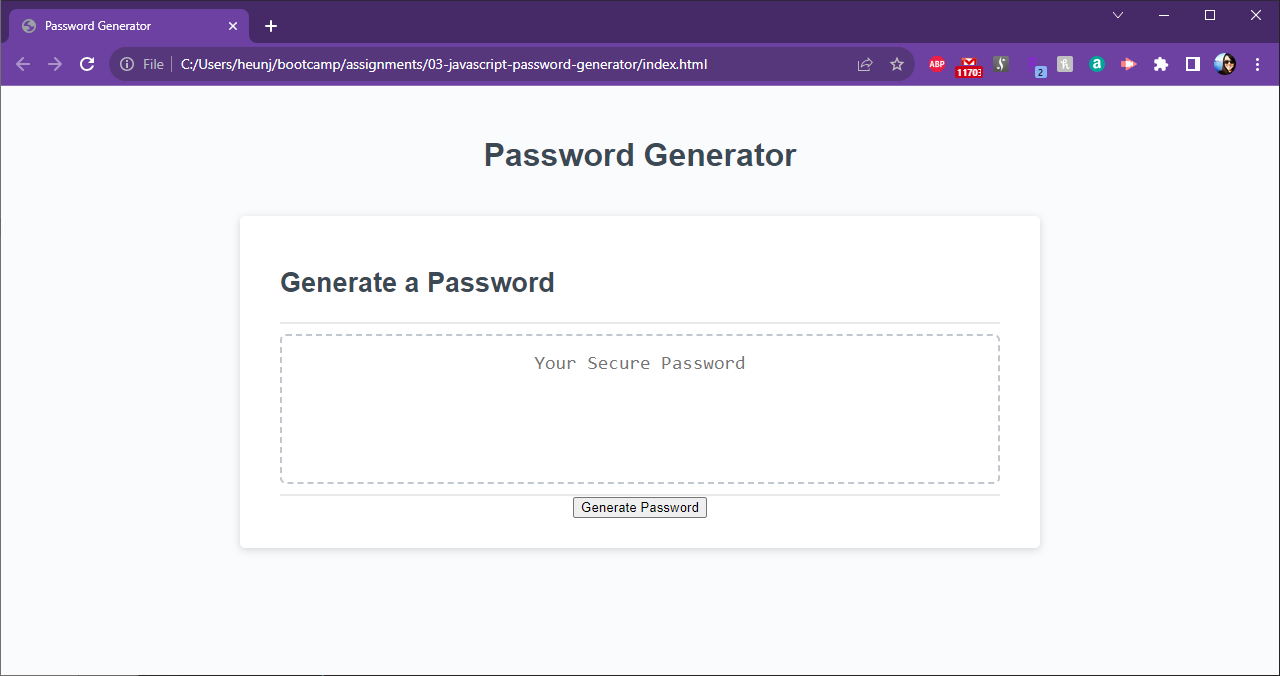 Password Generator
File C:/Users/heunj/bootcamp/assignments/03-javascript-password-generator/index.html
ABP
1170
2
a
Password Generator
Generate a Password
Your Secure Password
Generate Password